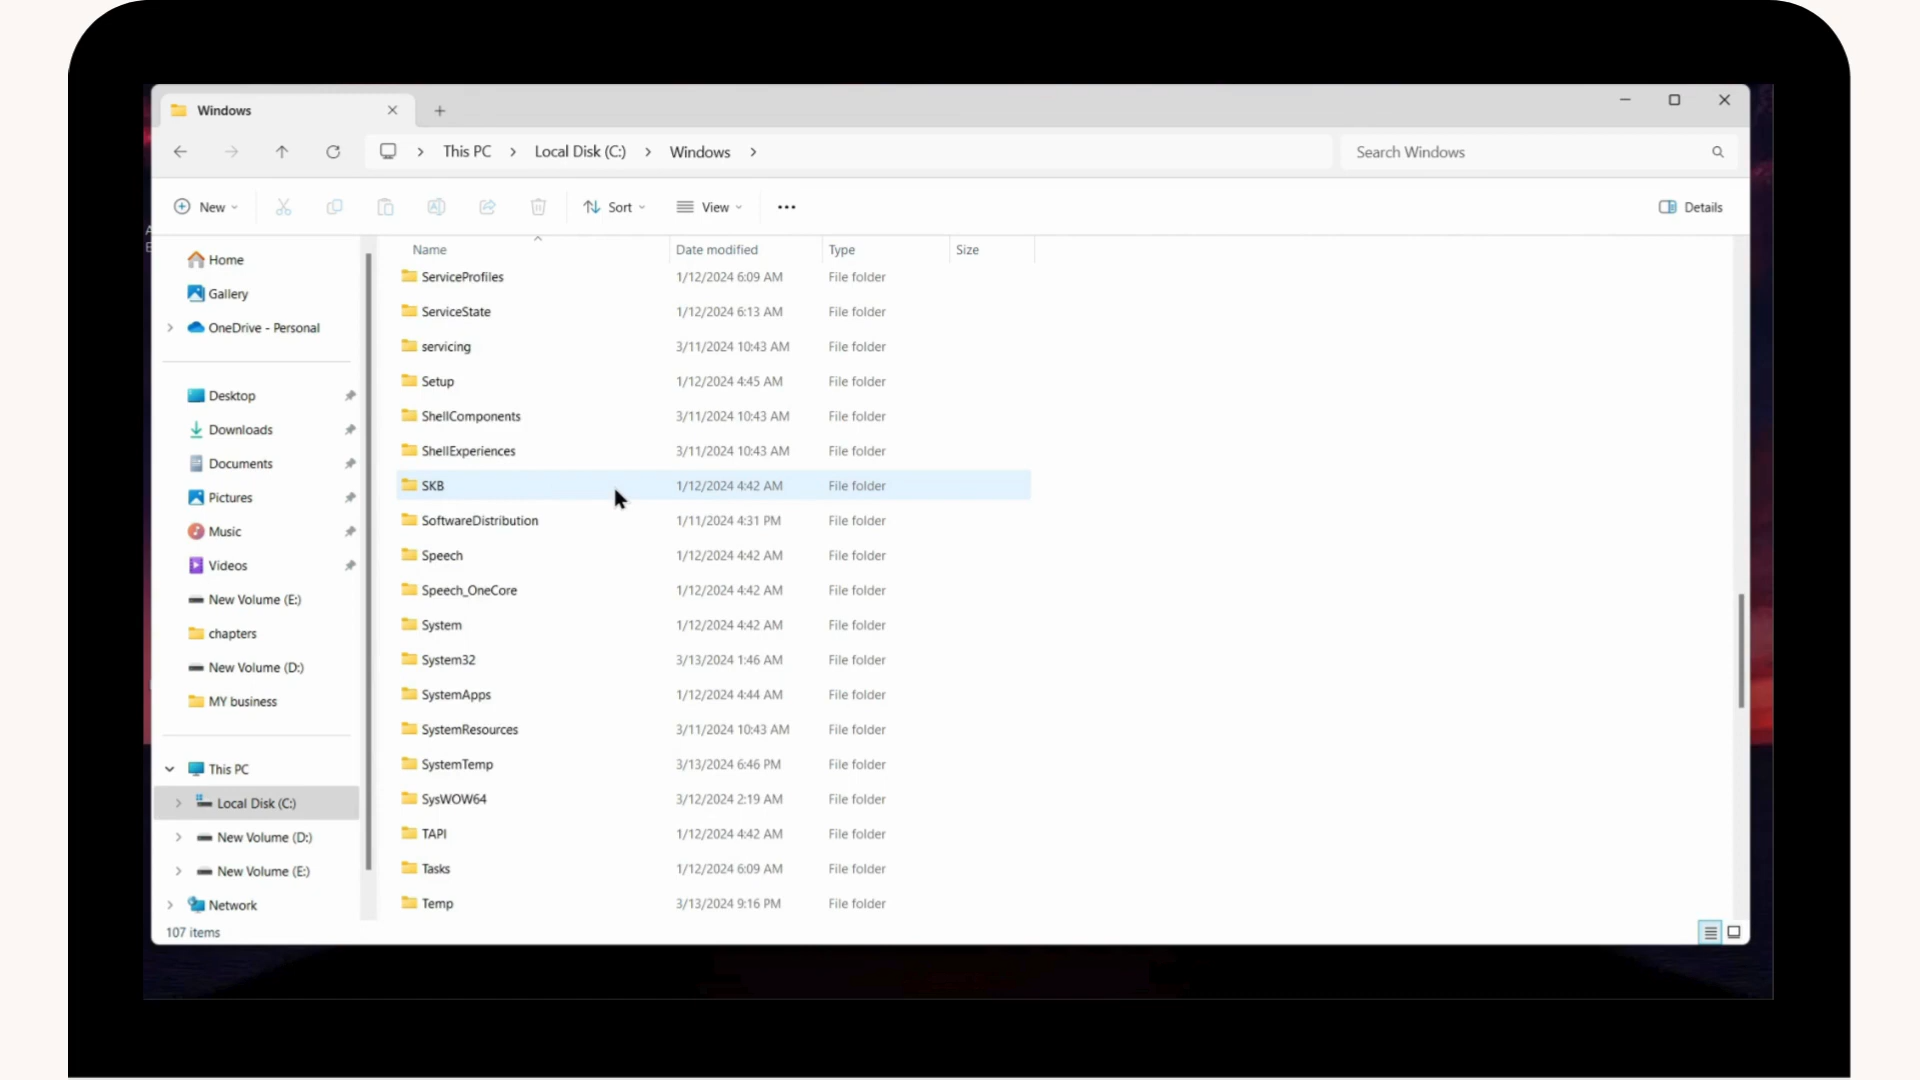 Windows
This PC
Local Disk (C:)
Windows
Search Windows
New
Sort
View
Details
Home
Gallery
OneDrive - Personal
Desktop
Downloads
Documents
Pictures
Music
Videos
New Volume (E:)
chapters
New Volume (D:)
MY business
This PC
Local Disk (C:)
New Volume (D:)
New Volume (E:)
Network
Name Date modified Type Size
ServiceProfiles 1/12/2024 6:09 AM File folder
ServiceState 1/12/2024 6:13 AM File folder
servicing 3/11/2024 10:43 AM File folder
Setup 1/12/2024 4:45 AM File folder
ShellComponents 3/11/2024 10:43 AM File folder
ShellExperiences 3/11/2024 10:43 AM File folder
SKB 1/12/2024 4:42 AM File folder
SoftwareDistribution 1/11/2024 4:31 PM File folder
Speech 1/12/2024 4:42 AM File folder
Speech_OneCore 1/12/2024 4:42 AM File folder
System 1/12/2024 4:42 AM File folder
System32 3/13/2024 1:46 AM File folder
SystemApps 1/12/2024 4:44 AM File folder
SystemResources 3/11/2024 10:43 AM File folder
SystemTemp 3/13/2024 6:46 PM File folder
SysWOW64 3/12/2024 2:19 AM File folder
TAPI 1/12/2024 4:42 AM File folder
Tasks 1/12/2024 6:09 AM File folder
Temp 3/13/2024 9:16 PM File folder
107 items